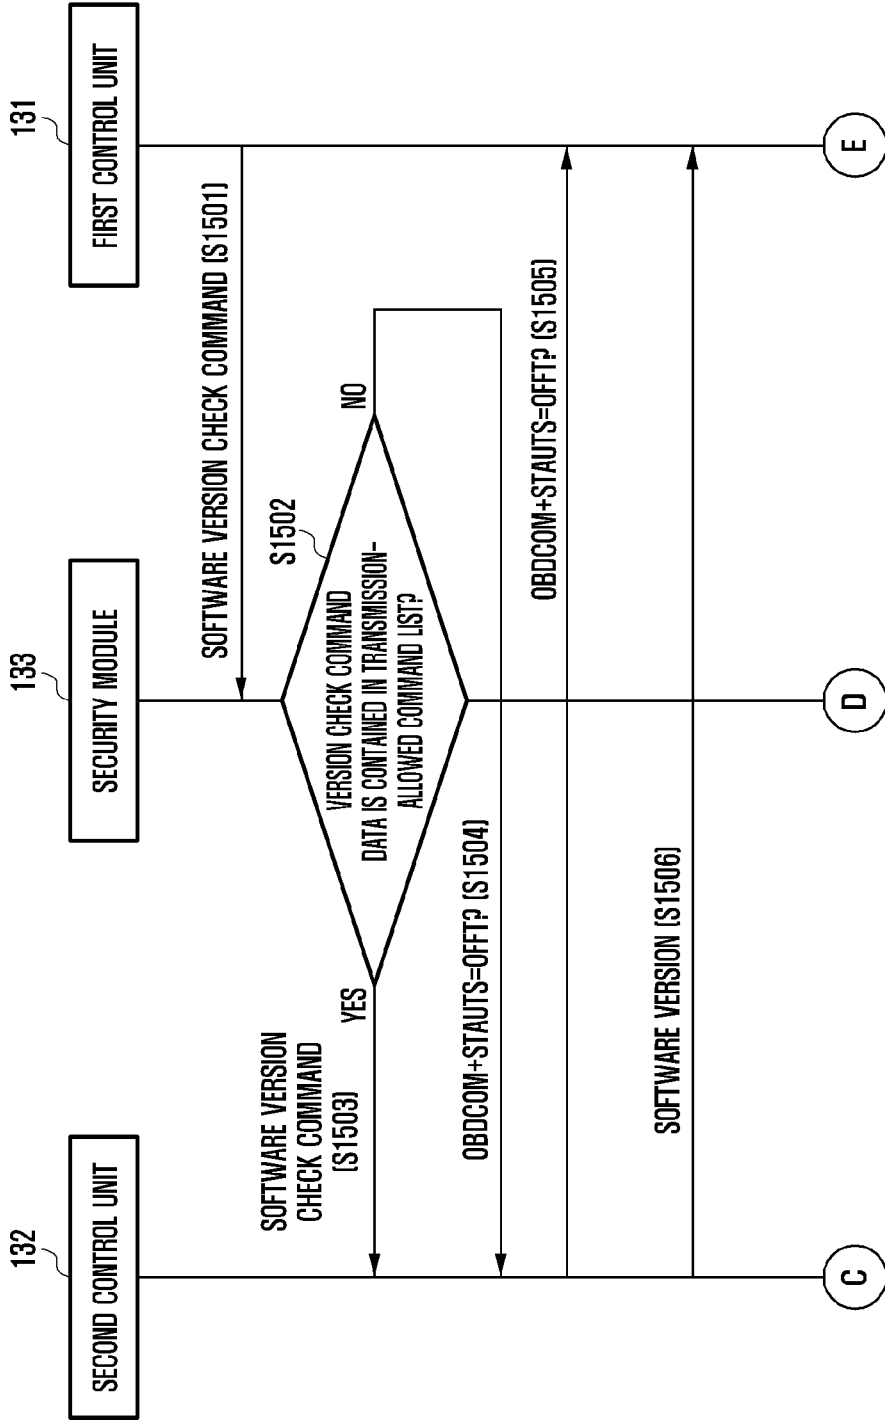 132
SECOND CONTROL UNIT
133
SECURITY MODULE
131
FIRST CONTROL UNIT
SOFTWARE VERSION CHECK COMMAND (S1501)
S1502
VERSION CHECK COMMAND
DATA IS CONTAINED IN TRANSMISSION-
ALLOWED COMMAND LIST?
YES
NO
SOFTWARE VERSION
CHECK COMMAND
(S1503)
OBDCOM+STAUTS=OFFT? (S1504)
OBDCOM+STAUTS=OFFT? (S1505)
SOFTWARE VERSION (S1506)
C
D
E